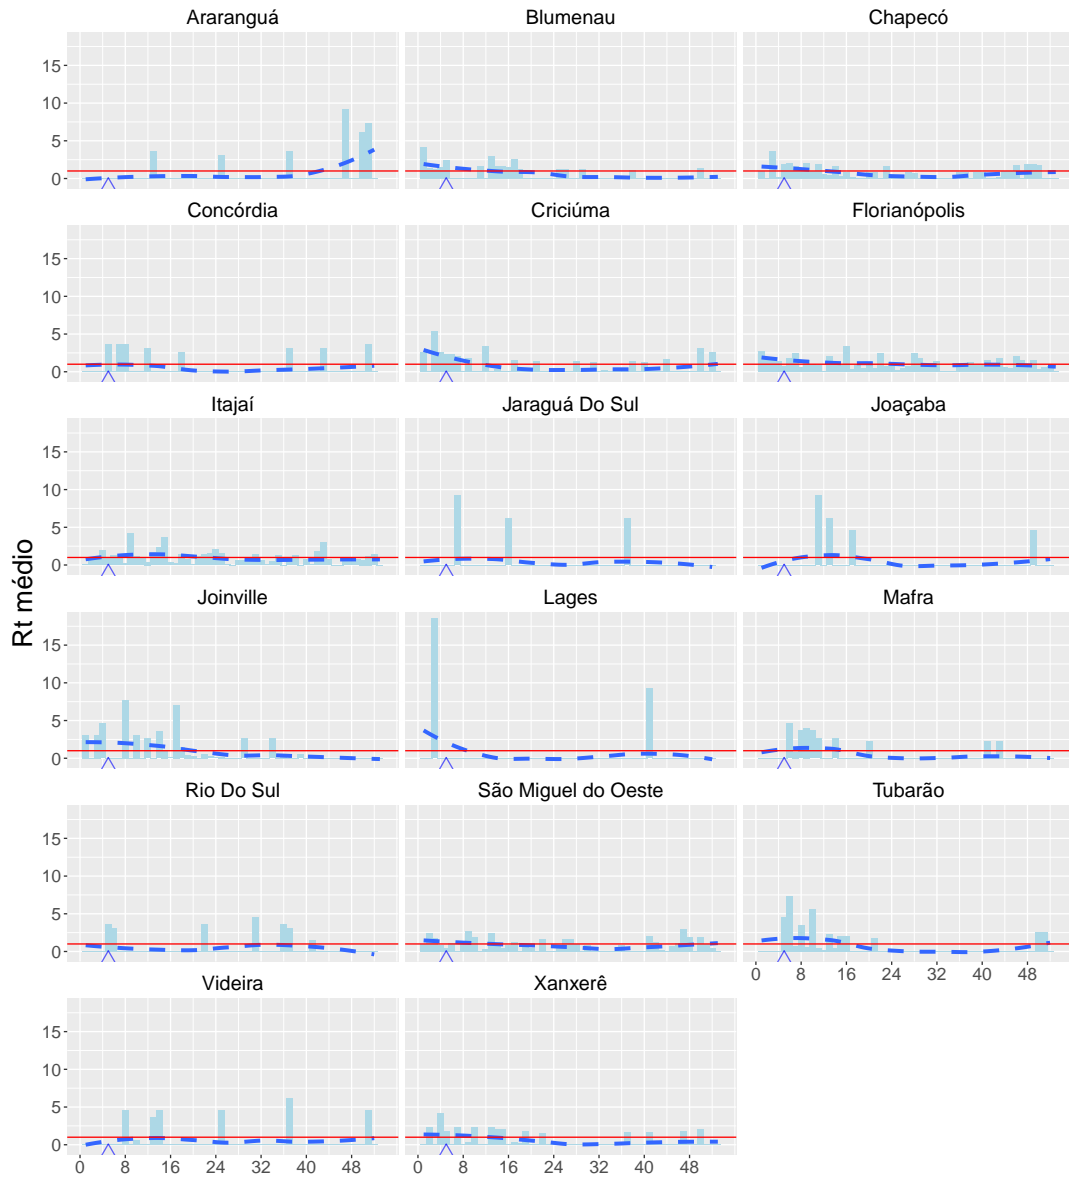 Araranguá Blumenau Chapecó
15
10
5
0
Concórdia Criciúma Florianópolis
15
10
5
0
Itajaí Jaraguá Do Sul Joaçaba
15
10
5
0
Rt médio
Joinville Lages Mafra
15
10
5
0
Rio Do Sul São Miguel do Oeste Tubarão
15
10
5
0
0 8 16 24 32 40 48
Videira Xanxerê
15
10
5
0
0 8 16 24 32 40 48 0 8 16 24 32 40 48